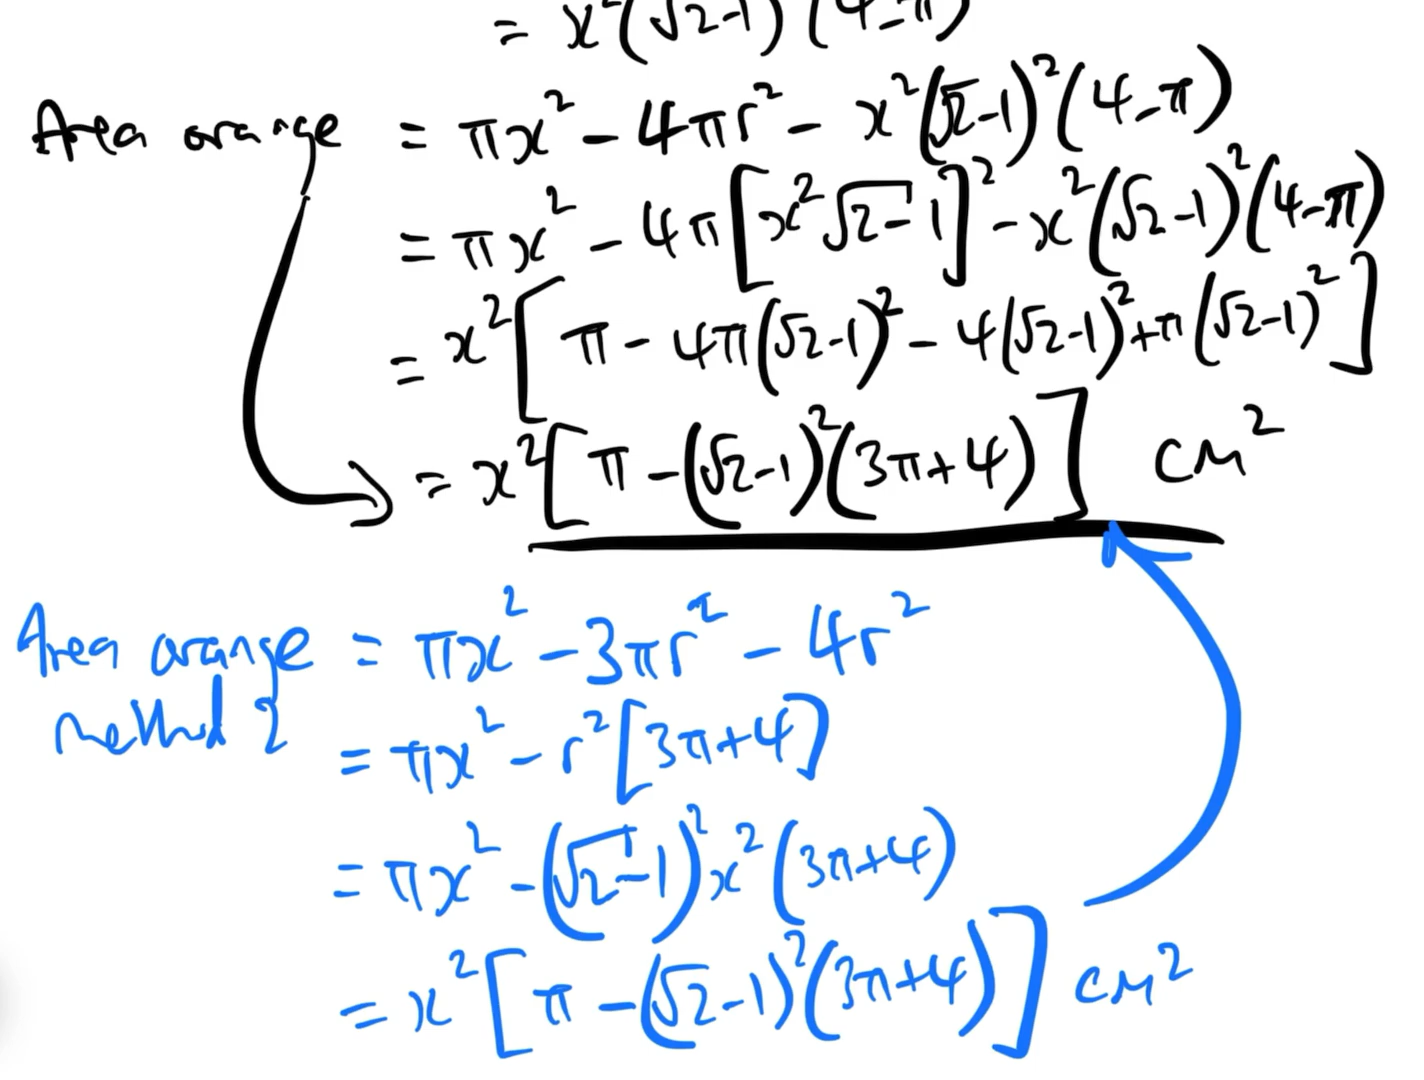 = x²(√2-1)²(4-π)
Area orange = πx² - 4πr² - x²(√2-1)²(4-π)
= πx² - 4π[x²√2-1]² - x²(√2-1)²(4-π)
= x²[π - 4π(√2-1)² - 4(√2-1)² + π(√2-1)²]
= x²[π - (√2-1)²(3π+4)] cm²
Area orange = πx² - 3πr² - 4r²
method 2 = πx² - r²[3π+4]
= πx² - (√2-1)²x²(3π+4)
= x²[π - (√2-1)²(3π+4)] cm²